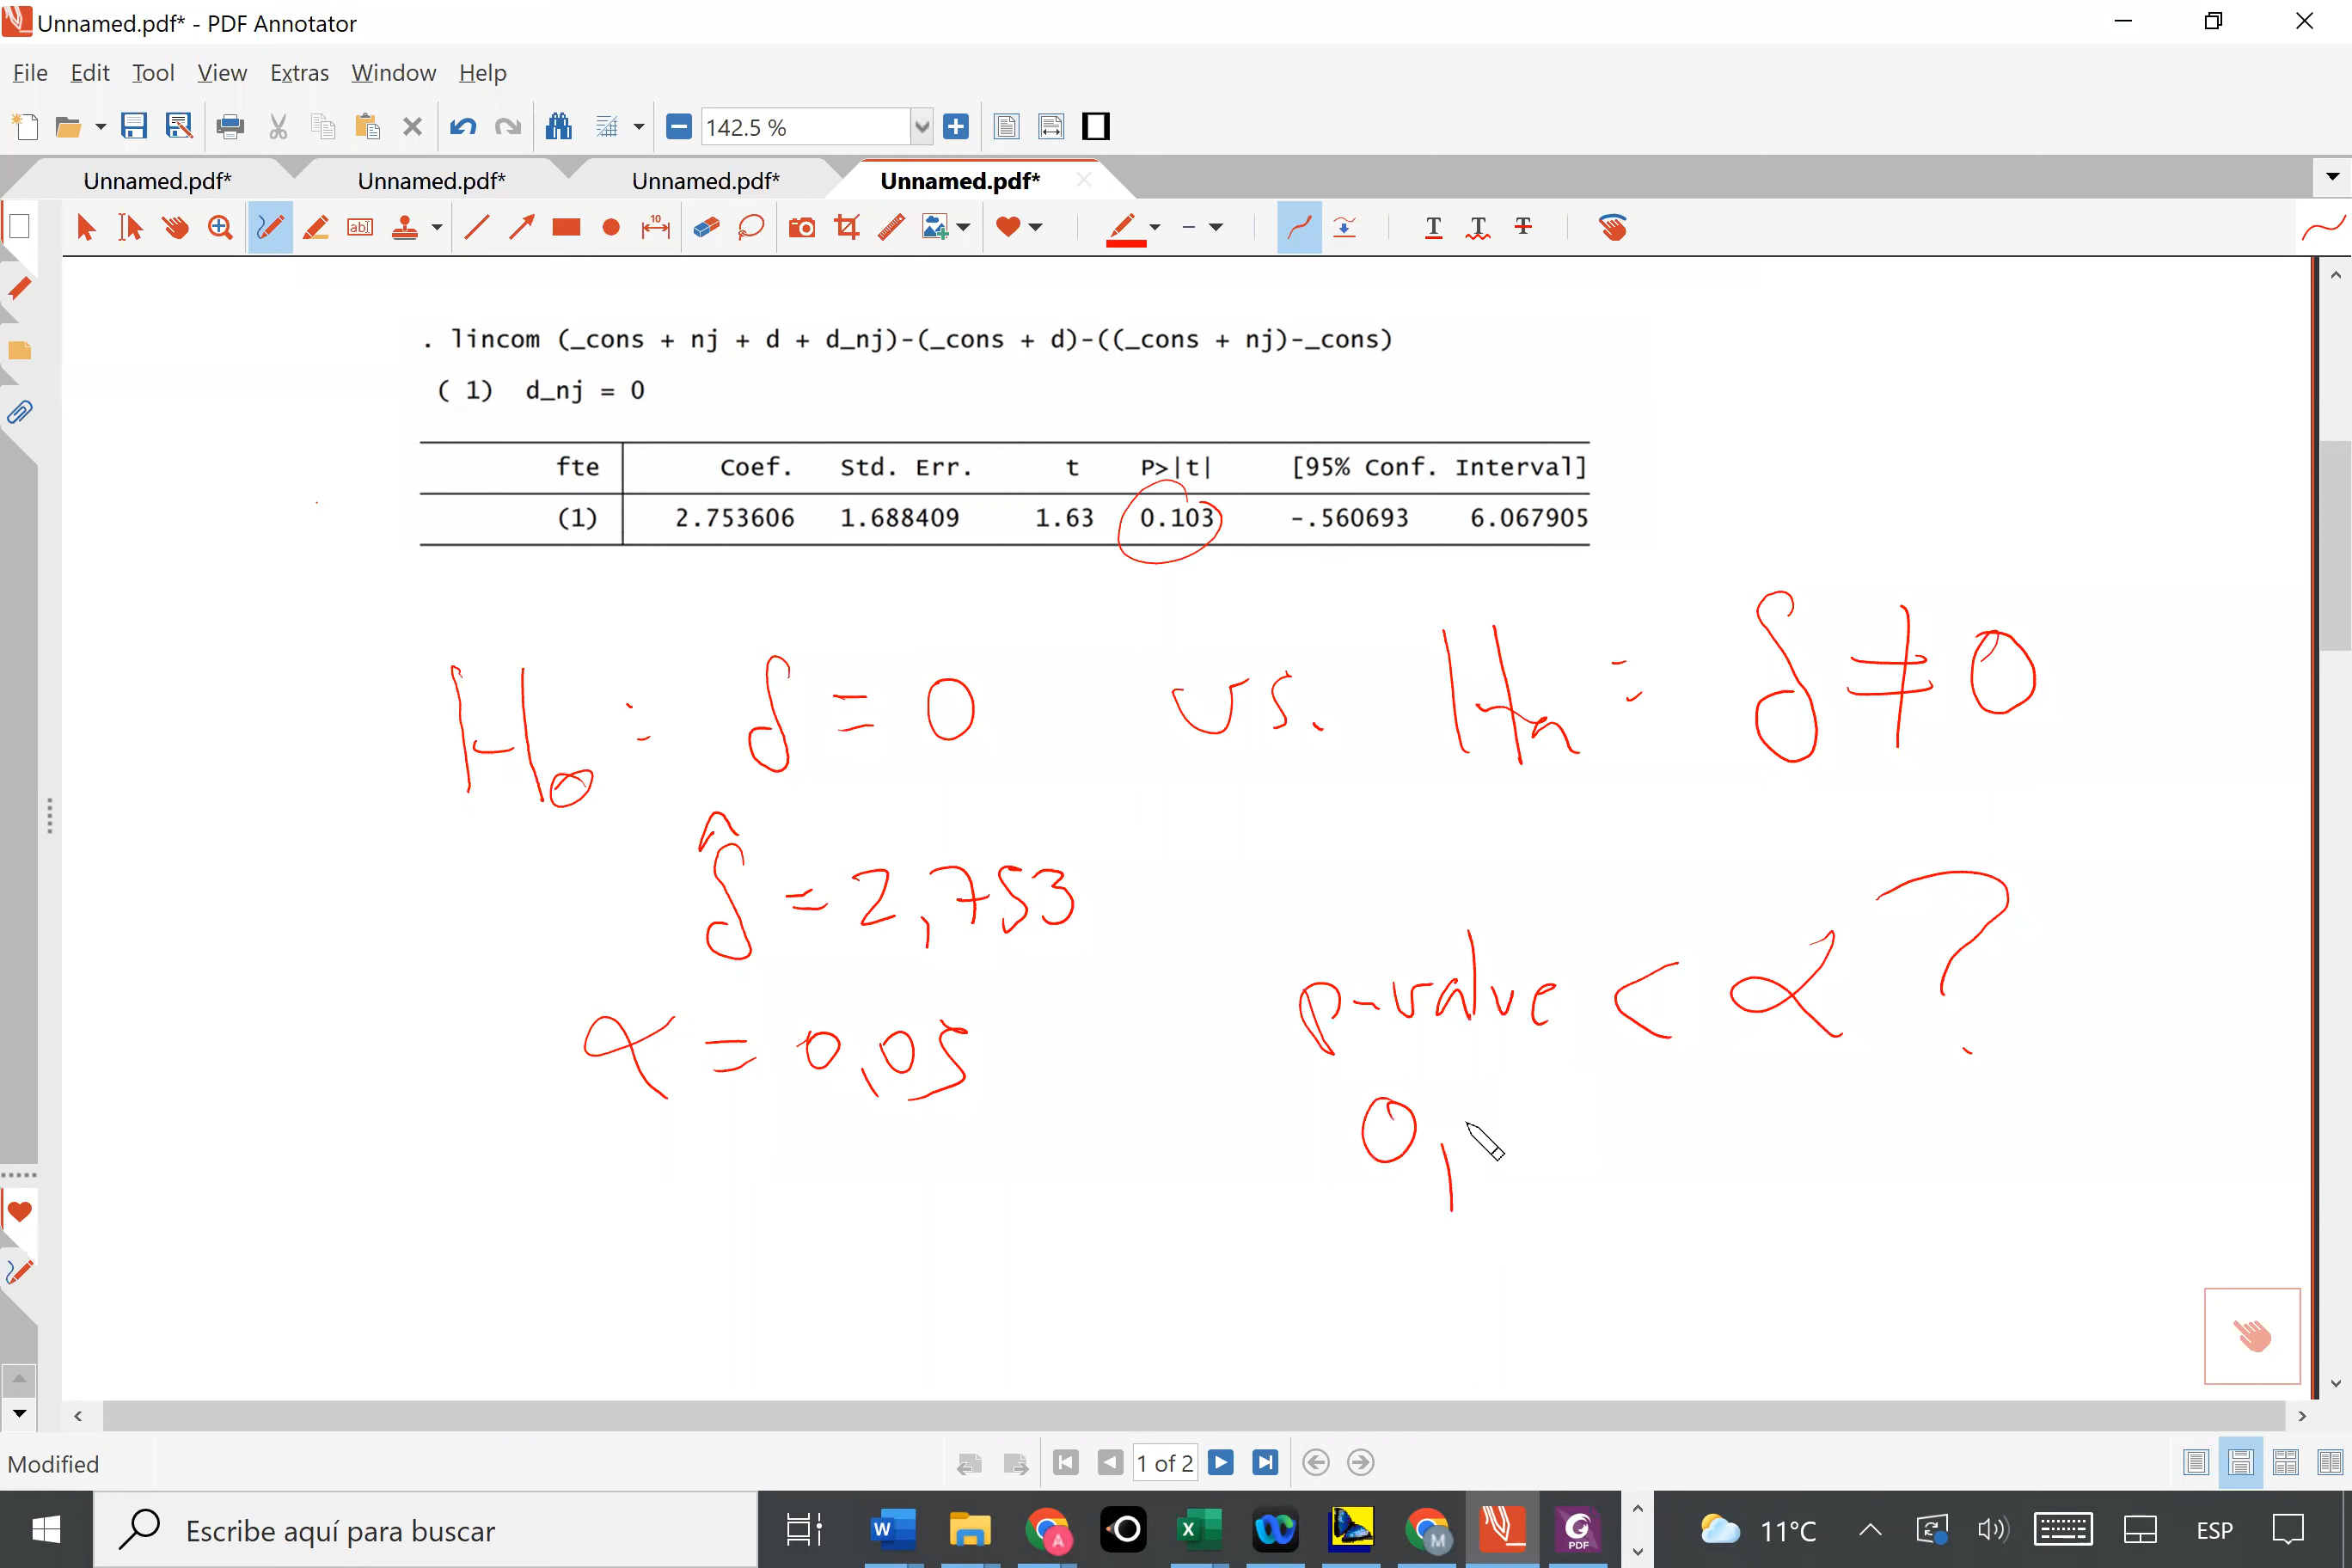 Unnamed.pdf* - PDF Annotator
File Edit Tool View Extras Window Help
142.5 %
Unnamed.pdf* Unnamed.pdf* Unnamed.pdf* Unnamed.pdf*
ab 10 T T T
. lincom (_cons + nj + d + d_nj)-(_cons + d)-((_cons + nj)-_cons)
( 1) d_nj = 0
fte Coef. Std. Err. t P>|t| [95% Conf. Interval]
(1) 2.753606 1.688409 1.63 0.103 -.560693 6.067905
H0 : δ = 0 vs. Ha : δ ≠ 0
δ̂ = 2,753
p-value < α ?
α = 0,05
0,
Modified
1 of 2
Escribe aquí para buscar
W A X M PDF
11°C
ESP